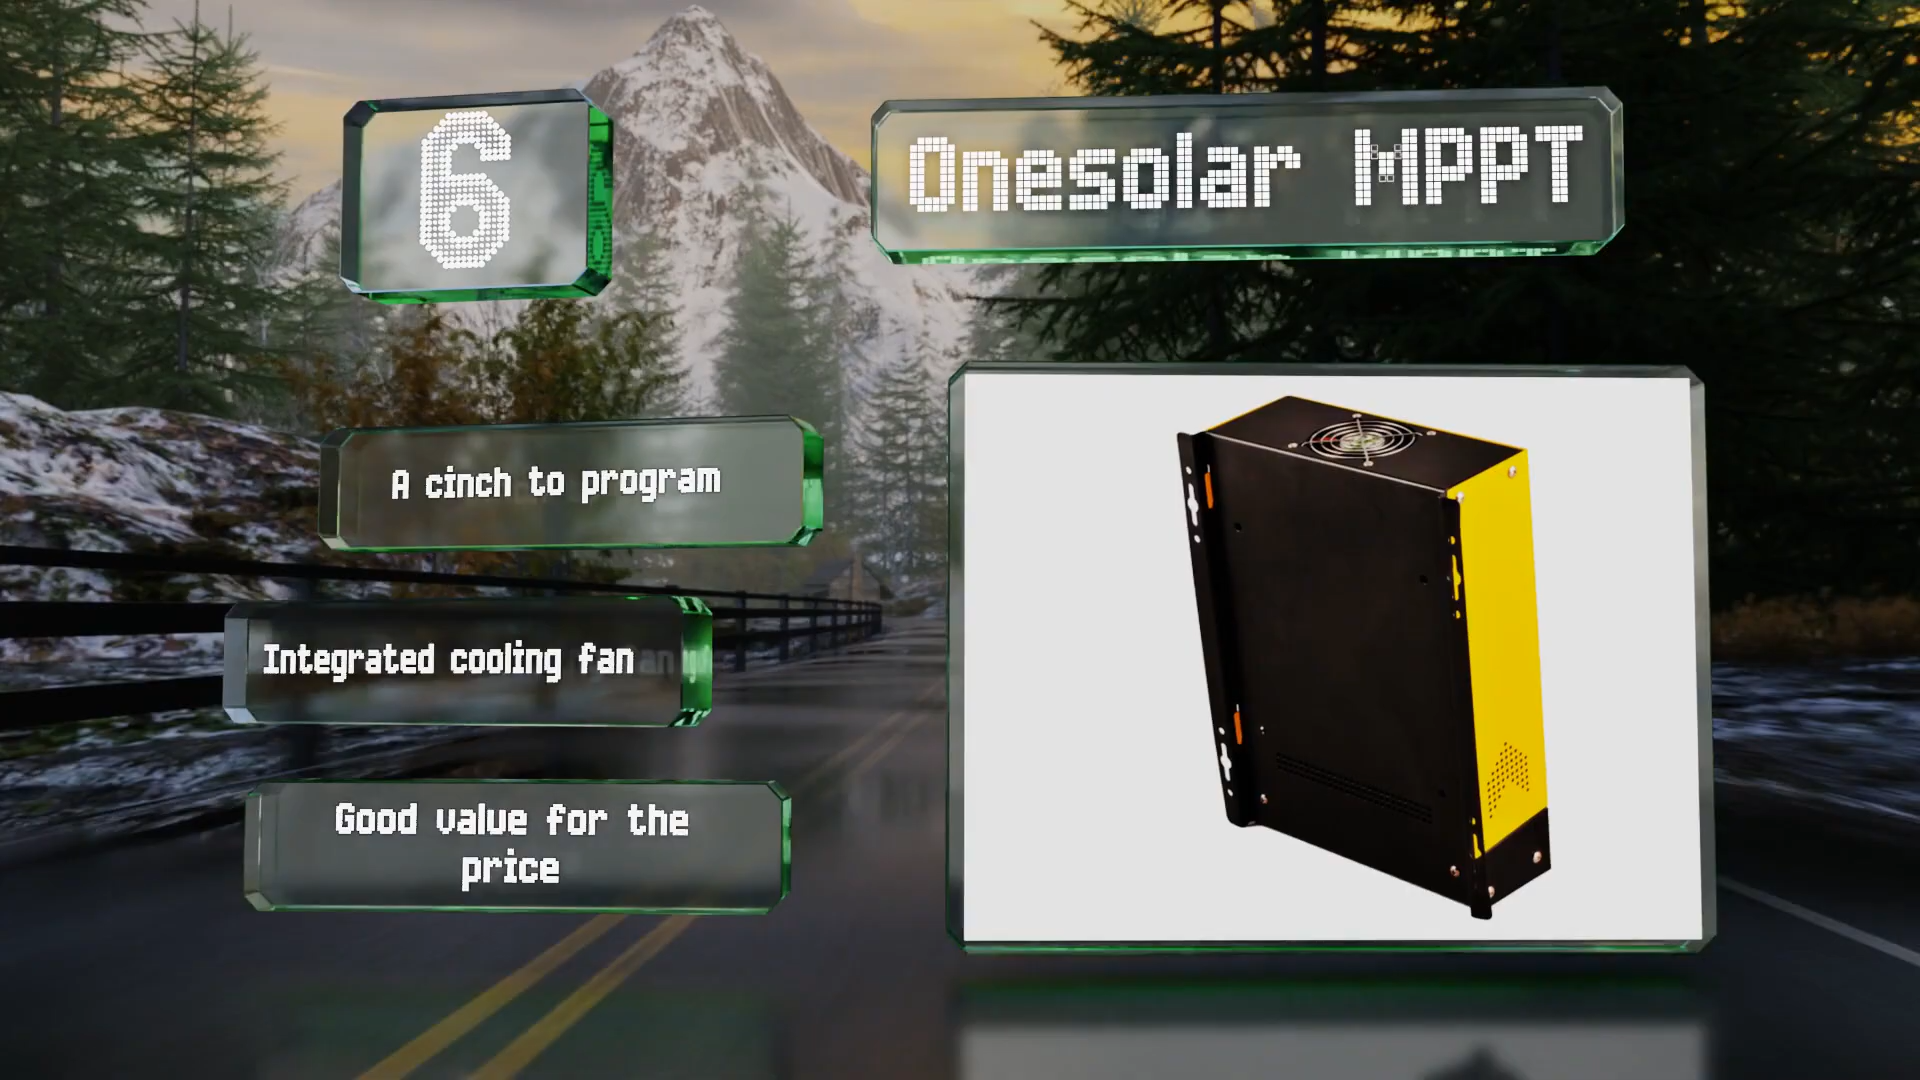 6
Onesolar MPPT
A cinch to program
Integrated cooling fan
Good value for the
price